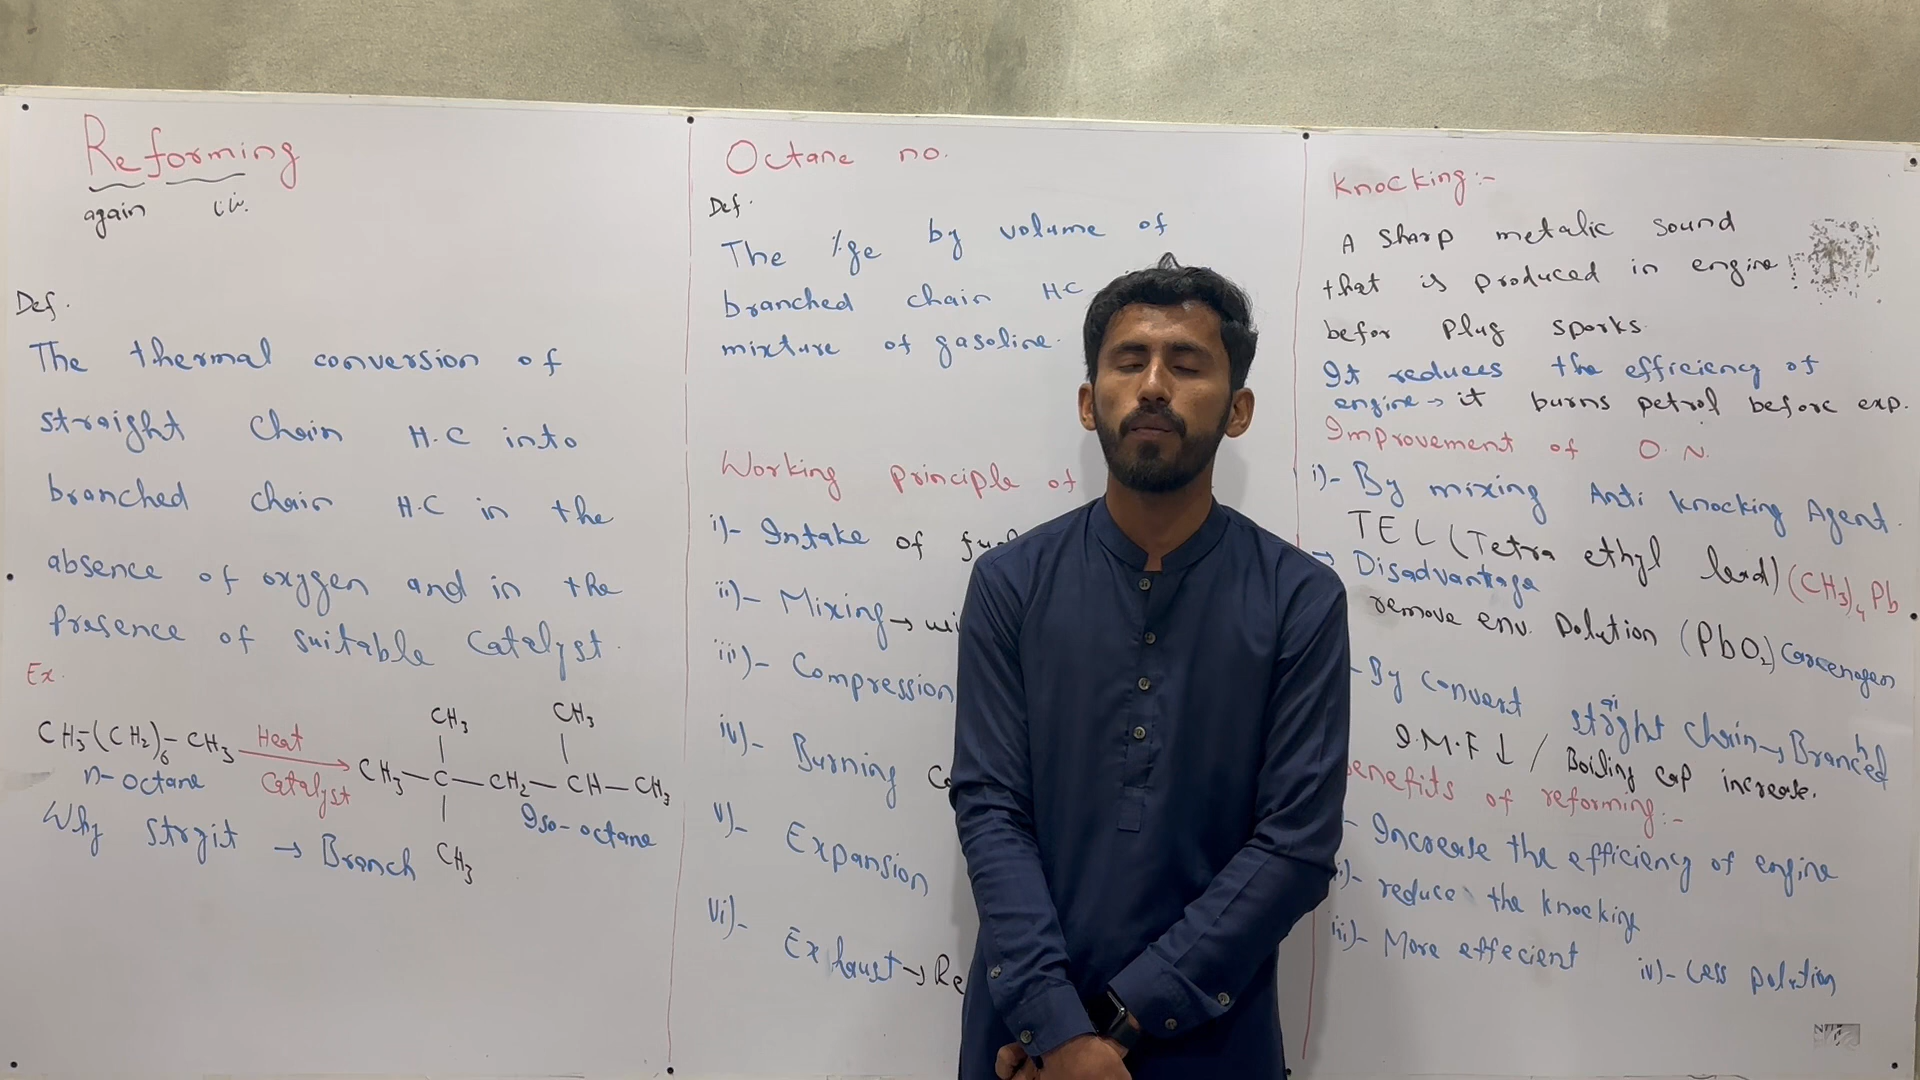 Reforming
again
Def.
The thermal conversion of
straight chain H.C into
branched chain H.C in the
absence of oxygen and in the
Presence of suitable Catalyst.
Ex.
CH3-(CH2)6-CH3
Heat
Catalyst
n-octane
CH3 CH3
CH3-C-CH2-CH-CH3
CH3
Iso-octane
Why strgit → Branch
Octane no.
Def.
The %ge by volume of
branched chain HC
mixture of gasoline.
Working principle of
i)- Intake of
ii)- Mixing →
iii)- Compression
iv)- Burning
v)- Expansion
vi)- Exhaust → Re
Knocking:-
A sharp metalic sound
that is produced in engine
befor plug sparks.
It reduces the efficiency of
engine → it burns petrol before exp.
Improvement of O.N.
i)- By mixing Anti knocking Agent.
TEL (Tetra ethyl lead) (CH3)4 Pb
→ Disadvantage
remove env. Polution (PbO2) Carcenogen
-By convert straight chain → Branched
I.M.F ↓ / Boiling cap increase.
Benefits of reforming:-
- Increase the efficiency of engine
i)- reduce the knocking
iii)- More effecient iv)- Less polution